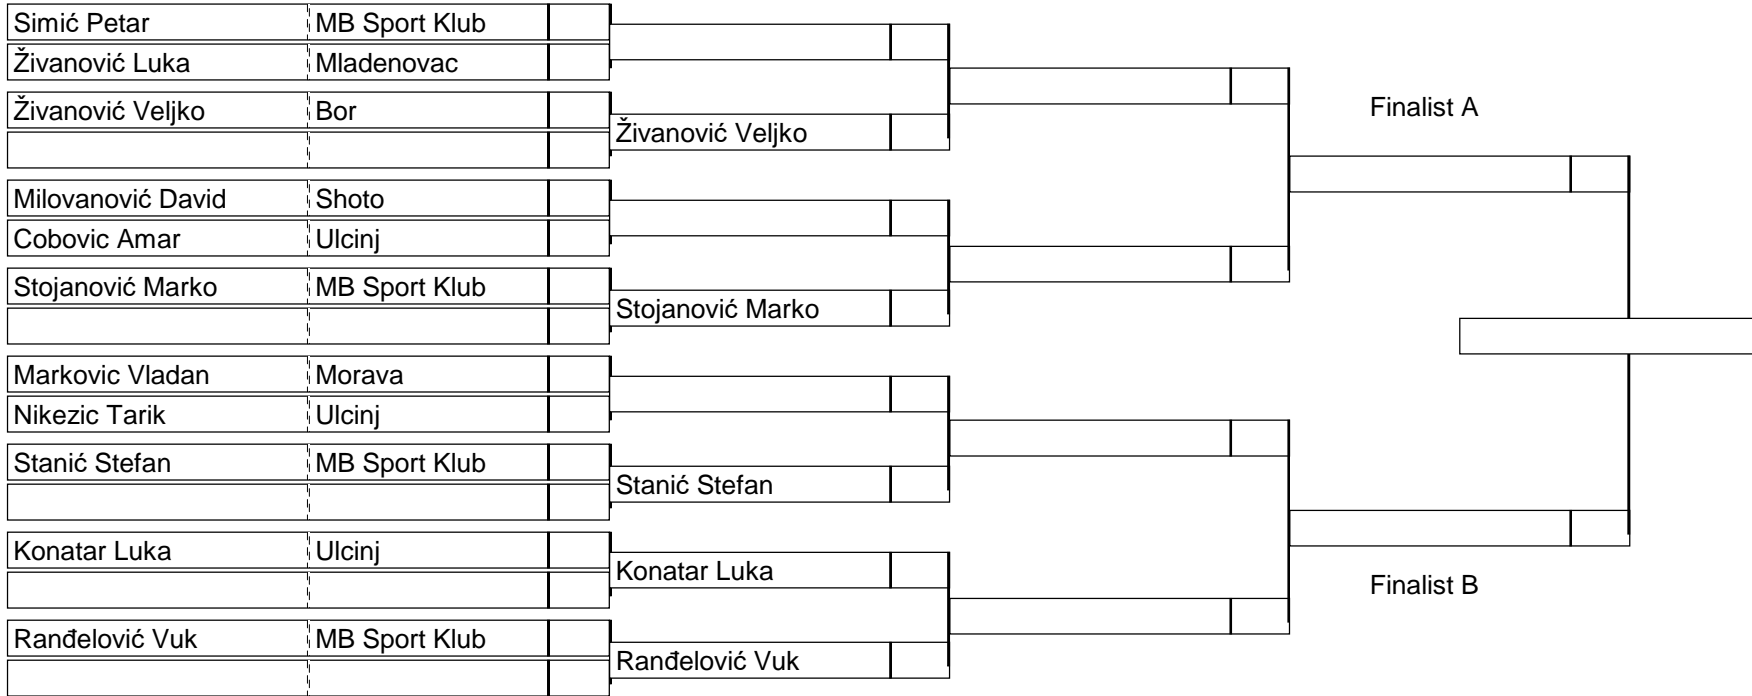 Simić Petar MB Sport Klub
Živanović Luka Mladenovac
Živanović Veljko Bor
Finalist A
Živanović Veljko
Milovanović David Shoto
Cobovic Amar Ulcinj
Stojanović Marko MB Sport Klub
Stojanović Marko
Markovic Vladan Morava
Nikezic Tarik Ulcinj
Stanić Stefan MB Sport Klub
Stanić Stefan
Konatar Luka Ulcinj
Konatar Luka
Finalist B
Ranđelović Vuk MB Sport Klub
Ranđelović Vuk